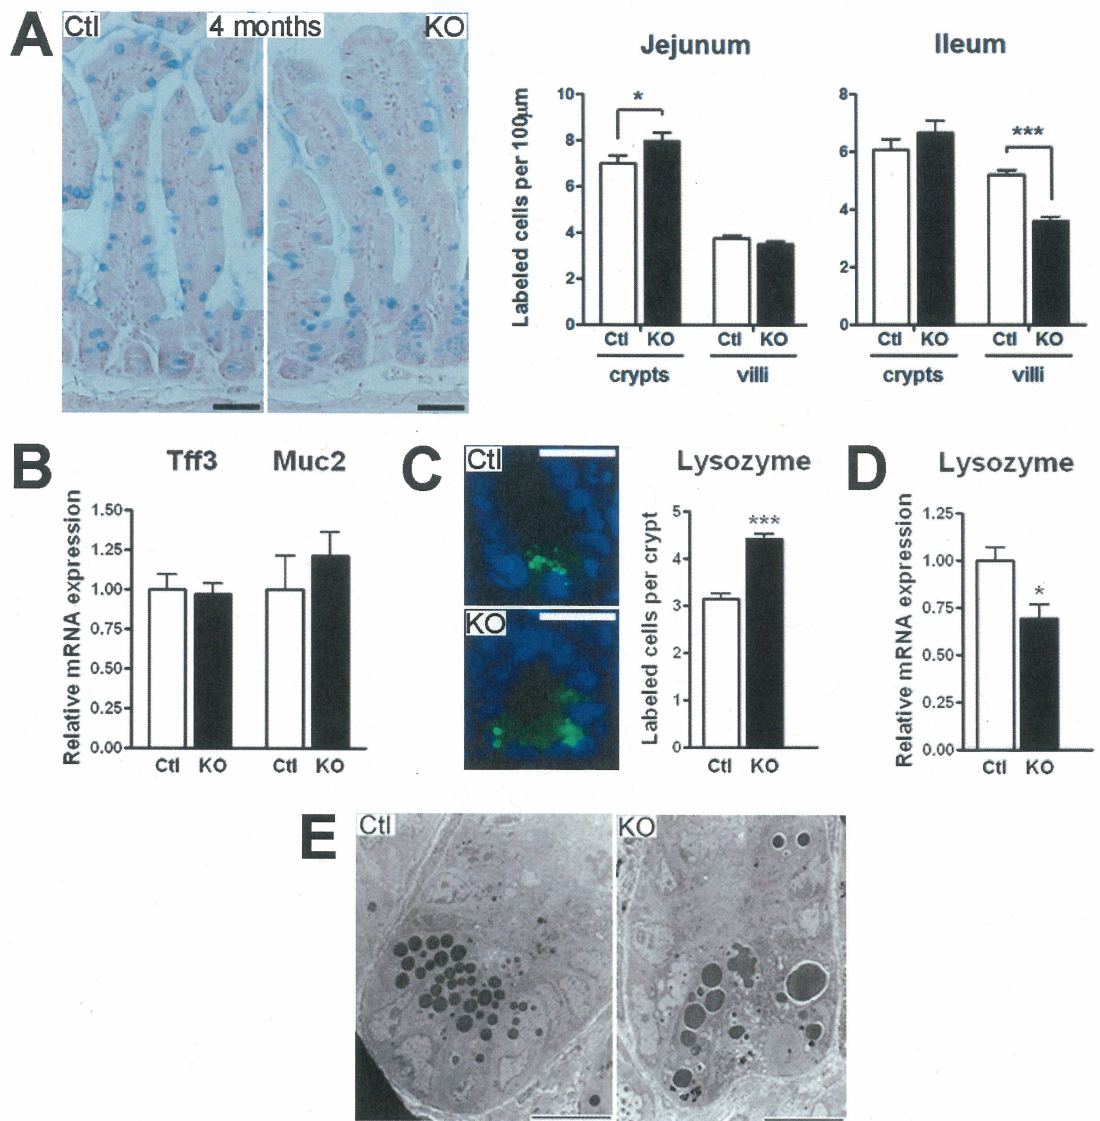 A
Ctl 4 months KO
Jejunum
Ileum
Labeled cells per 100µm
10
8
6
4
2
0
*
Ctl KO Ctl KO
crypts villi
8
6
4
2
0
***
Ctl KO Ctl KO
crypts villi
B
Tff3 Muc2
Relative mRNA expression
1.50
1.25
1.00
0.75
0.50
0.25
0.00
Ctl KO Ctl KO
C
Ctl
KO
Lysozyme
Labeled cells per crypt
5
4
3
2
1
0
***
Ctl KO
D
Lysozyme
Relative mRNA expression
1.25
1.00
0.75
0.50
0.25
0.00
*
Ctl KO
E
Ctl
KO